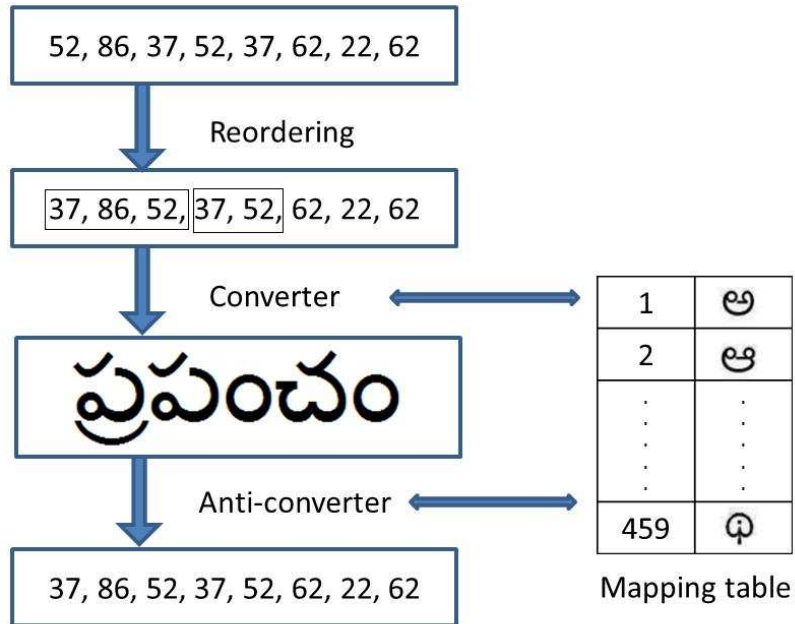 52, 86, 37, 52, 37, 62, 22, 62
Reordering
37, 86, 52, 37, 52, 62, 22, 62
Converter
ప్రపంచం
Anti-converter
37, 86, 52, 37, 52, 62, 22, 62
1 అ
2 ఆ
. .
. .
. .
. .
. .
459
Mapping table